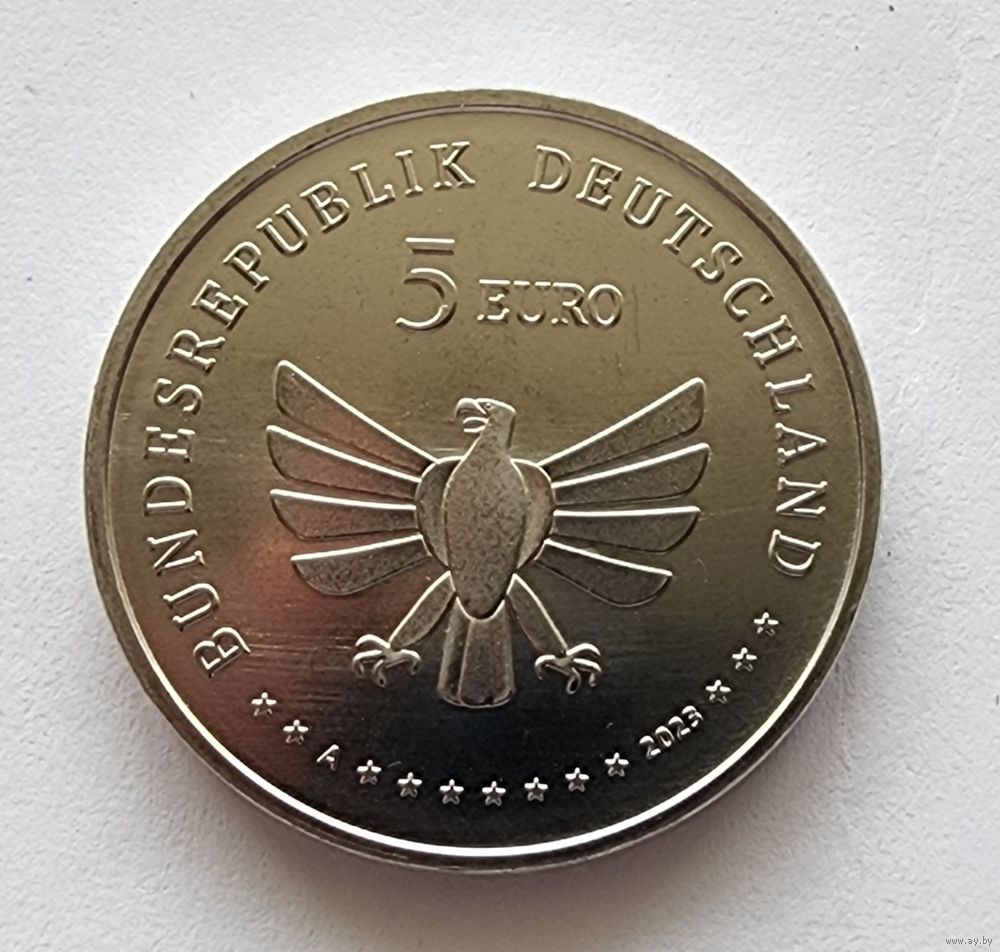 BUNDESREPUBLIK DEUTSCHLAND
5 EURO
A 2023
www.ay.by